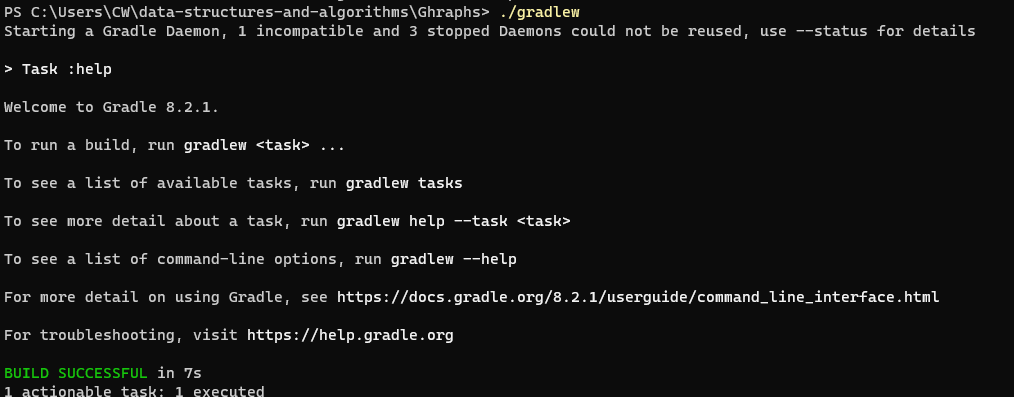 PS C:\Users\CW\data-structures-and-algorithms\Ghraphs> ./gradlew
Starting a Gradle Daemon, 1 incompatible and 3 stopped Daemons could not be reused, use --status for details
> Task :help
Welcome to Gradle 8.2.1.
To run a build, run gradlew <task> ...
To see a list of available tasks, run gradlew tasks
To see more detail about a task, run gradlew help --task <task>
To see a list of command-line options, run gradlew --help
For more detail on using Gradle, see https://docs.gradle.org/8.2.1/userguide/command_line_interface.html
For troubleshooting, visit https://help.gradle.org
BUILD SUCCESSFUL in 7s
1 actionable task: 1 executed